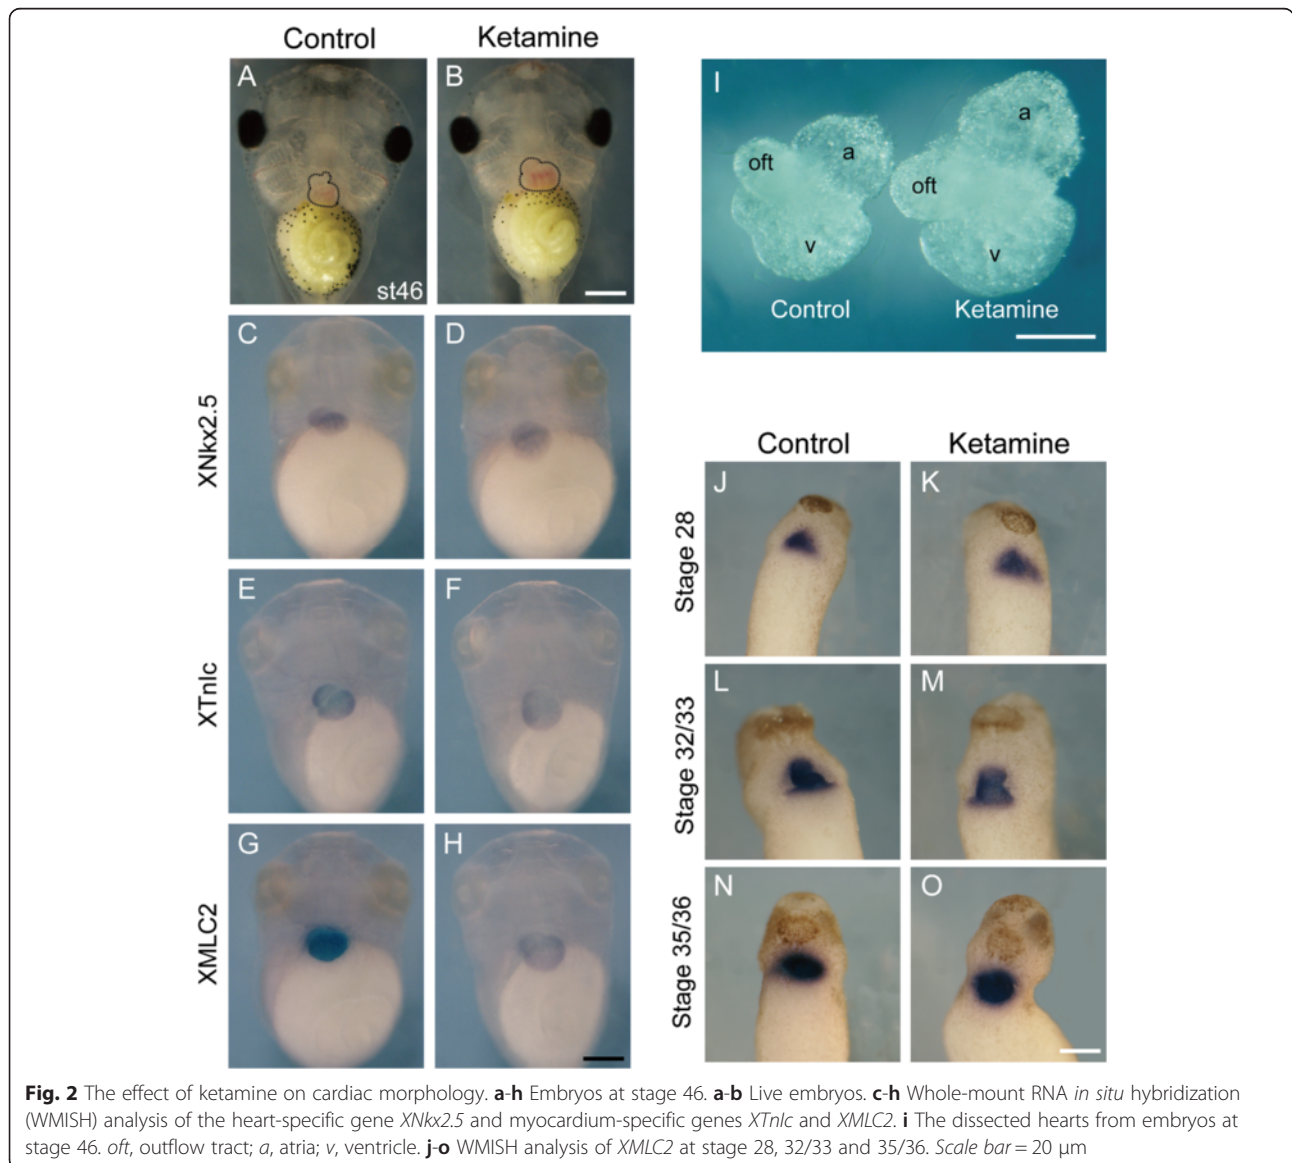 Control
Ketamine
A
B
st46
I
oft
a
v
oft
a
v
Control
Ketamine
XNkx2.5
C
D
XTnIc
E
F
XMLC2
G
H
Control
Ketamine
Stage 28
J
K
Stage 32/33
L
M
Stage 35/36
N
O
Fig. 2 The effect of ketamine on cardiac morphology. a-h Embryos at stage 46. a-b Live embryos. c-h Whole-mount RNA in situ hybridization
(WMISH) analysis of the heart-specific gene XNkx2.5 and myocardium-specific genes XTnIc and XMLC2. i The dissected hearts from embryos at
stage 46. oft, outflow tract; a, atria; v, ventricle. j-o WMISH analysis of XMLC2 at stage 28, 32/33 and 35/36. Scale bar = 20 μm